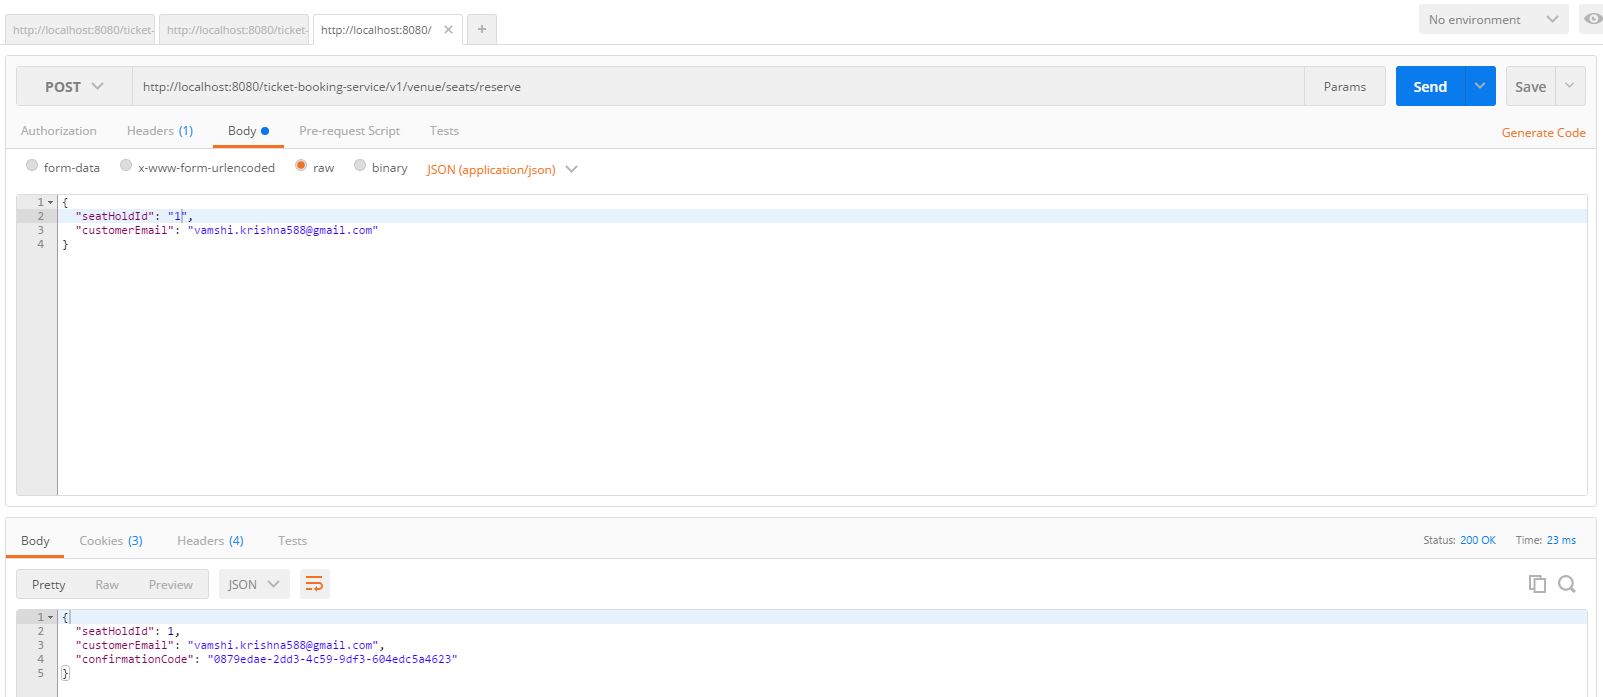 http://localhost:8080/ticket- http://localhost:8080/ticket- http://localhost:8080/ × + No environment
POST http://localhost:8080/ticket-booking-service/v1/venue/seats/reserve Params Send Save
Authorization Headers (1) Body Pre-request Script Tests Generate Code
form-data x-www-form-urlencoded raw binary JSON (application/json)
1 {
2 "seatHoldId": "1",
3 "customerEmail": "vamshi.krishna588@gmail.com"
4 }
Body Cookies (3) Headers (4) Tests Status: 200 OK Time: 23 ms
Pretty Raw Preview JSON
1 {
2 "seatHoldId": 1,
3 "customerEmail": "vamshi.krishna588@gmail.com",
4 "confirmationCode": "0879edae-2dd3-4c59-9df3-604edc5a4623"
5 }